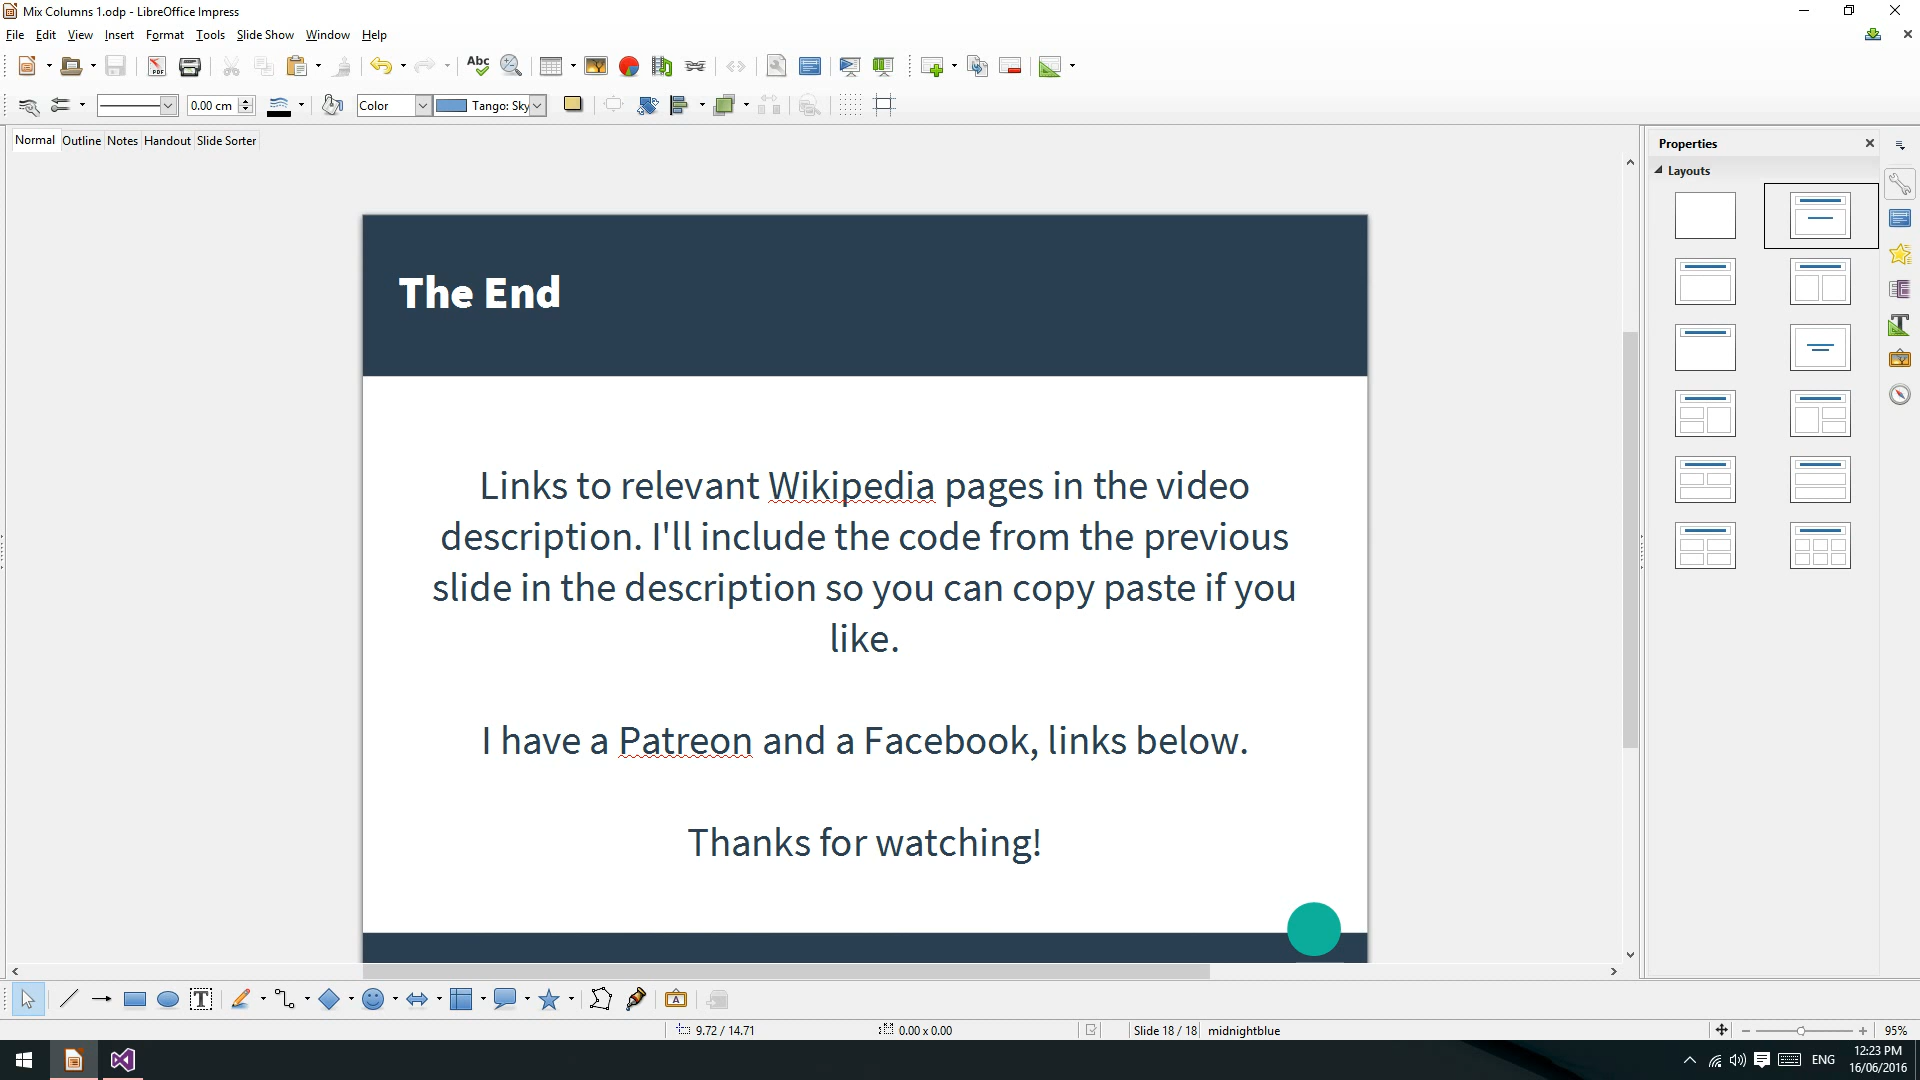 Mix Columns 1.odp - LibreOffice Impress
File Edit View Insert Format Tools Slide Show Window Help
0.00 cm Color Tango: Sky
Normal Outline Notes Handout Slide Sorter
Properties
Layouts
The End
Links to relevant Wikipedia pages in the video
description. I'll include the code from the previous
slide in the description so you can copy paste if you
like.
I have a Patreon and a Facebook, links below.
Thanks for watching!
9.72 / 14.71 0.00 x 0.00 Slide 18 / 18 midnightblue 95%
ENG 12:23 PM
16/06/2016